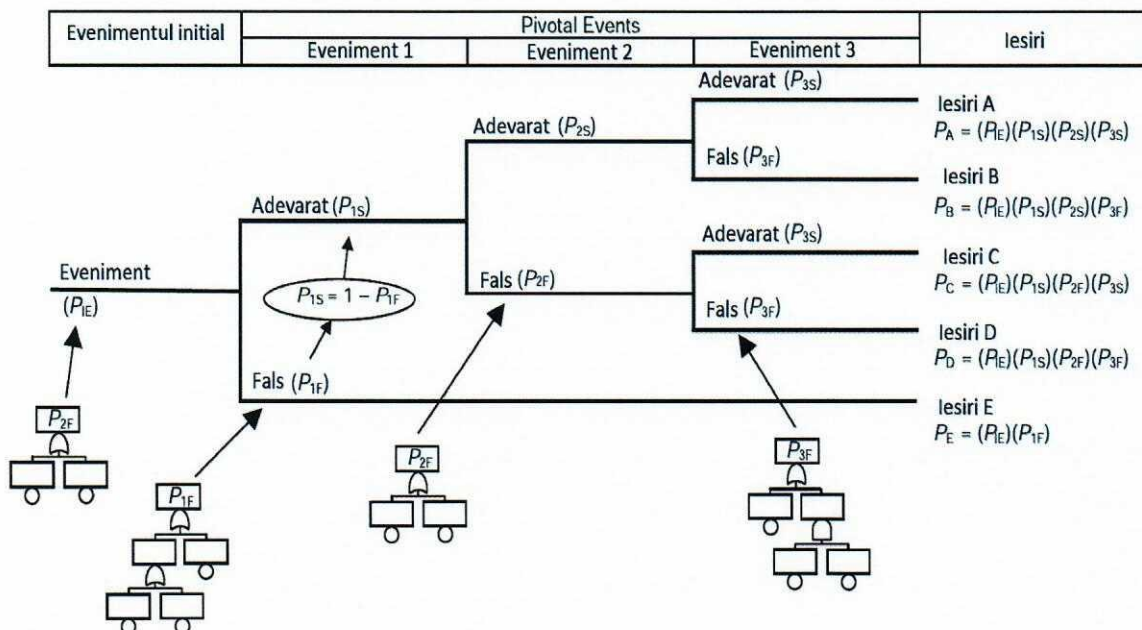 Evenimentul initial
Pivotal Events
Iesiri
Eveniment 1
Eveniment 2
Eveniment 3
Adevarat (P3S)
Iesiri A
PA = (PIE)(P1S)(P2S)(P3S)
Adevarat (P2S)
Fals (P3F)
Iesiri B
PB = (PIE)(P1S)(P2S)(P3F)
Adevarat (P1S)
Adevarat (P3S)
Iesiri C
PC = (PIE)(P1S)(P2F)(P3S)
Eveniment
(PIE)
P1S = 1 – P1F
Fals (P2F)
Fals (P3F)
Iesiri D
PD = (PIE)(P1S)(P2F)(P3F)
Fals (P1F)
Iesiri E
PE = (PIE)(P1F)
P2F
P1F
P2F
P3F